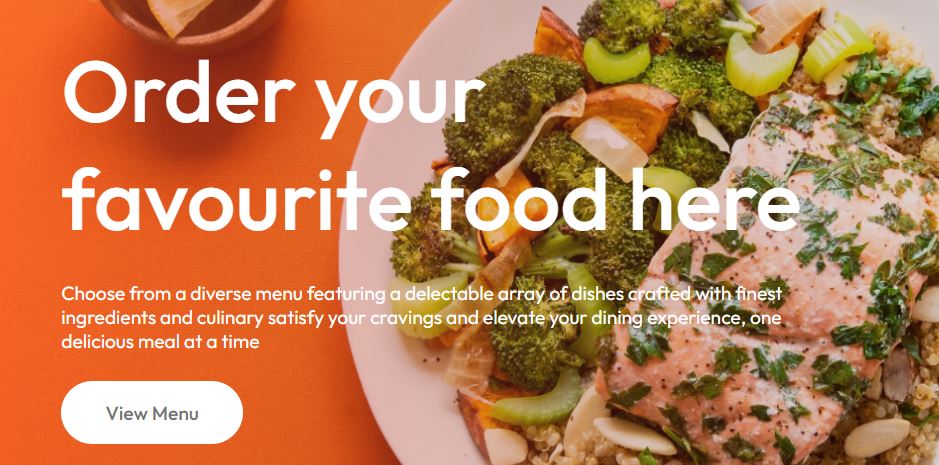 Order your
favourite food here
Choose from a diverse menu featuring a delectable array of dishes crafted with finest
ingredients and culinary satisfy your cravings and elevate your dining experience, one
delicious meal at a time
View Menu